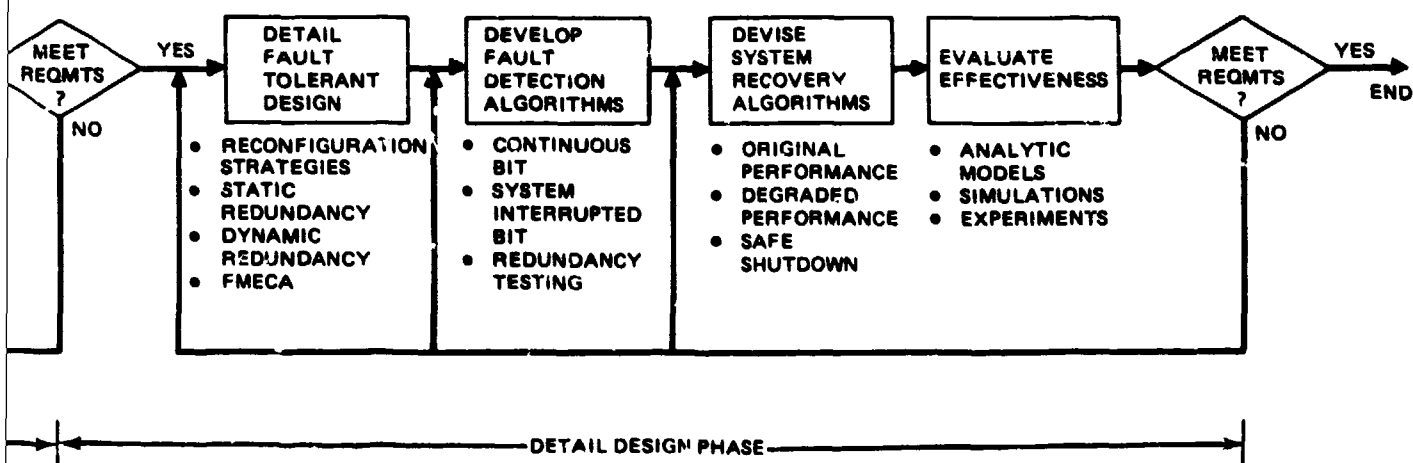 MEET
REQMTS
?
YES
NO
DETAIL
FAULT
TOLERANT
DESIGN
• RECONFIGURATION
STRATEGIES
• STATIC
REDUNDANCY
• DYNAMIC
REDUNDANCY
• FMECA
DEVELOP
FAULT
DETECTION
ALGORITHMS
• CONTINUOUS
BIT
• SYSTEM
INTERRUPTED
BIT
• REDUNDANCY
TESTING
DEVISE
SYSTEM
RECOVERY
ALGORITHMS
• ORIGINAL
PERFORMANCE
• DEGRADED
PERFORMANCE
• SAFE
SHUTDOWN
EVALUATE
EFFECTIVENESS
• ANALYTIC
MODELS
• SIMULATIONS
• EXPERIMENTS
MEET
REQMTS
?
YES
END
NO
DETAIL DESIGN PHASE